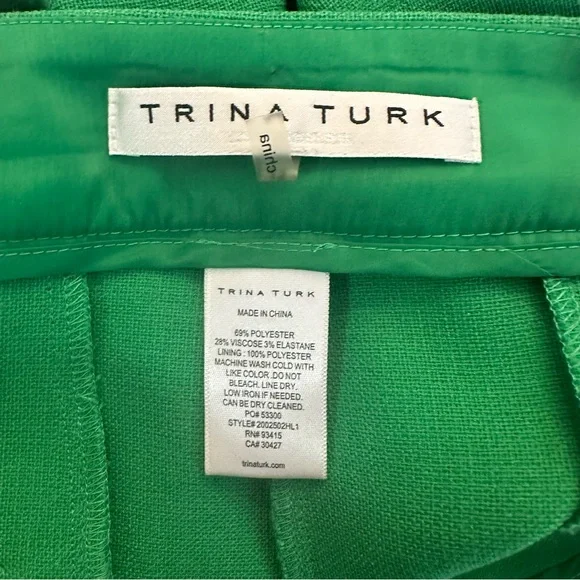 TRINA TURK
china
TRINA TURK
MADE IN CHINA
69% POLYESTER
28% VISCOSE 3% ELASTANE
LINING : 100% POLYESTER
MACHINE WASH COLD WITH
LIKE COLOR .DO NOT
BLEACH. LINE DRY.
LOW IRON IF NEEDED.
CAN BE DRY CLEANED.
PO# 53300
STYLE# 2002502HL1
RN# 93415
CA# 30427
trinaturk.com